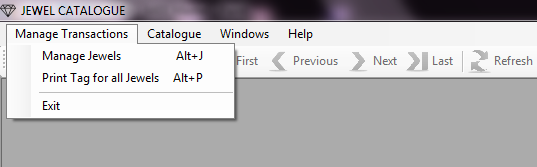 JEWEL CATALOGUE
Manage Transactions Catalogue Windows Help
First Previous Next Last Refresh
Manage Jewels Alt+J
Print Tag for all Jewels Alt+P
Exit